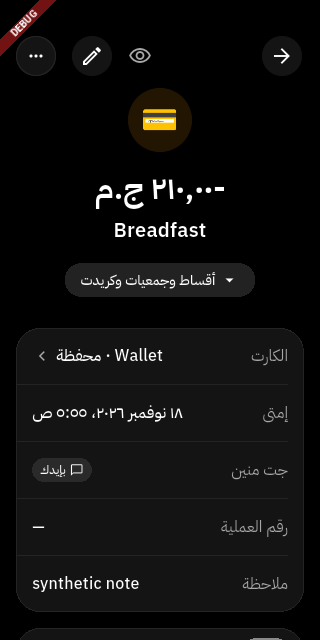 DEBUG
-٢١٠,٠٠ ج.م
Breakfast
أقساط وجمعيات وكريدت
الكارت
محفظة · Wallet
إمتى
١٨ نوفمبر ٢٠٢٦، ٥:٥٥ ص
جت منين
بإيدك
رقم العملية
—
ملاحظة
synthetic note